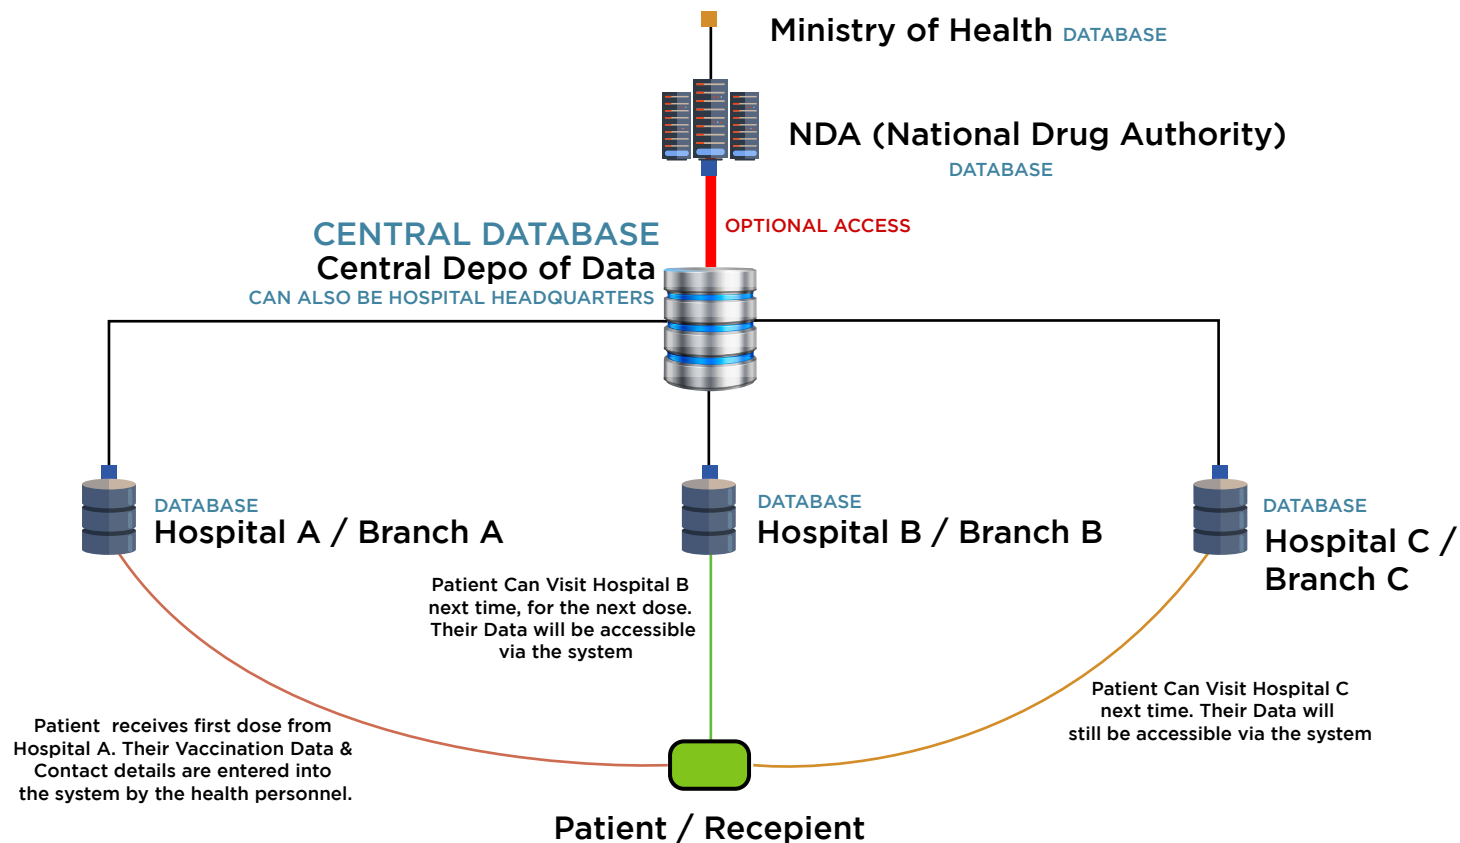 Ministry of Health DATABASE
NDA (National Drug Authority)
DATABASE
OPTIONAL ACCESS
CENTRAL DATABASE
Central Depo of Data
CAN ALSO BE HOSPITAL HEADQUARTERS
DATABASE
Hospital A / Branch A
DATABASE
Hospital B / Branch B
DATABASE
Hospital C /
Branch C
Patient Can Visit Hospital B
next time, for the next dose.
Their Data will be accessible
via the system
Patient Can Visit Hospital C
next time. Their Data will
still be accessible via the system
Patient receives first dose from
Hospital A. Their Vaccination Data &
Contact details are entered into
the system by the health personnel.
Patient / Recepient